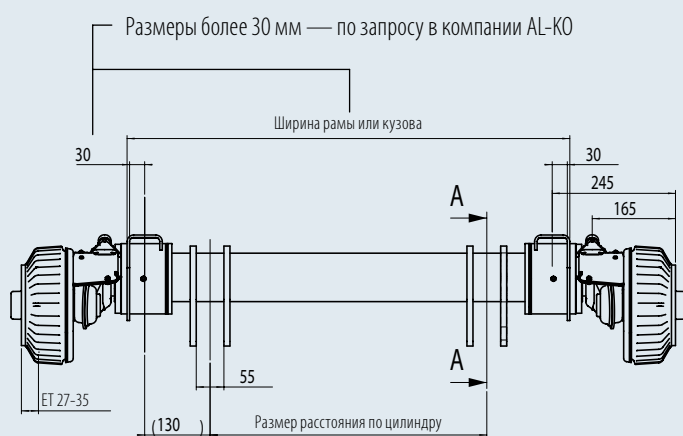 Размеры более 30 мм — по запросу в компании AL-KO
Ширина рамы или кузова
30
30
245
A
165
A
55
ET 27-35
(130
Размер расстояния по цилиндру